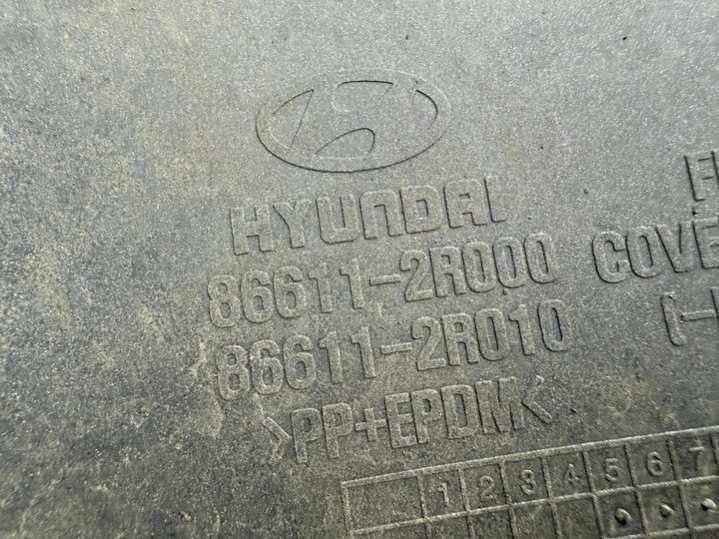 HYUNDAI
86611-2R000 COVE
86611-2R010
>PP+EPDM<
1 2 3 4 5 6 7